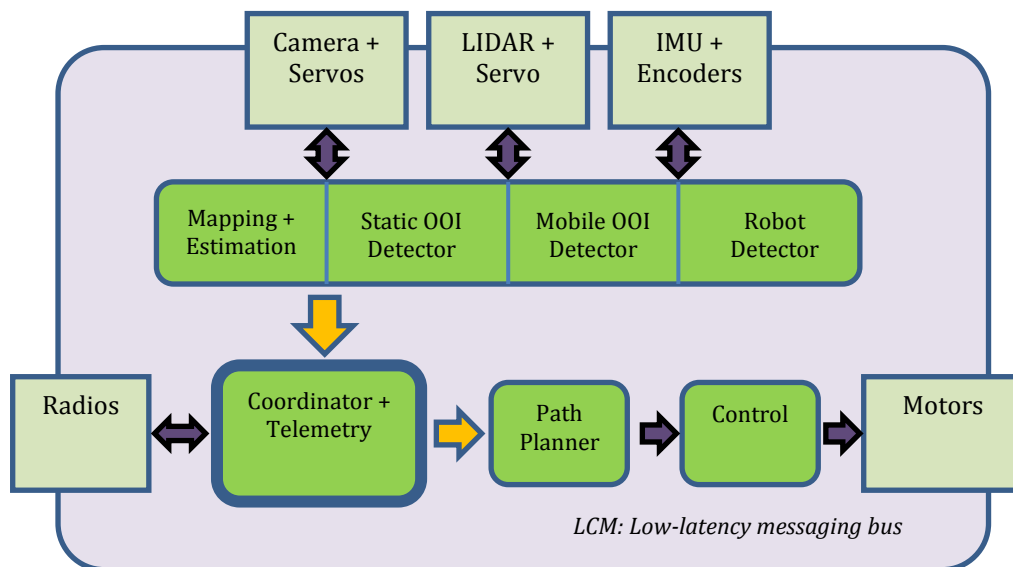 Camera +
Servos
LIDAR +
Servo
IMU +
Encoders
Mapping +
Estimation
Static OOI
Detector
Mobile OOI
Detector
Robot
Detector
Radios
Coordinator +
Telemetry
Path
Planner
Control
Motors
LCM: Low-latency messaging bus